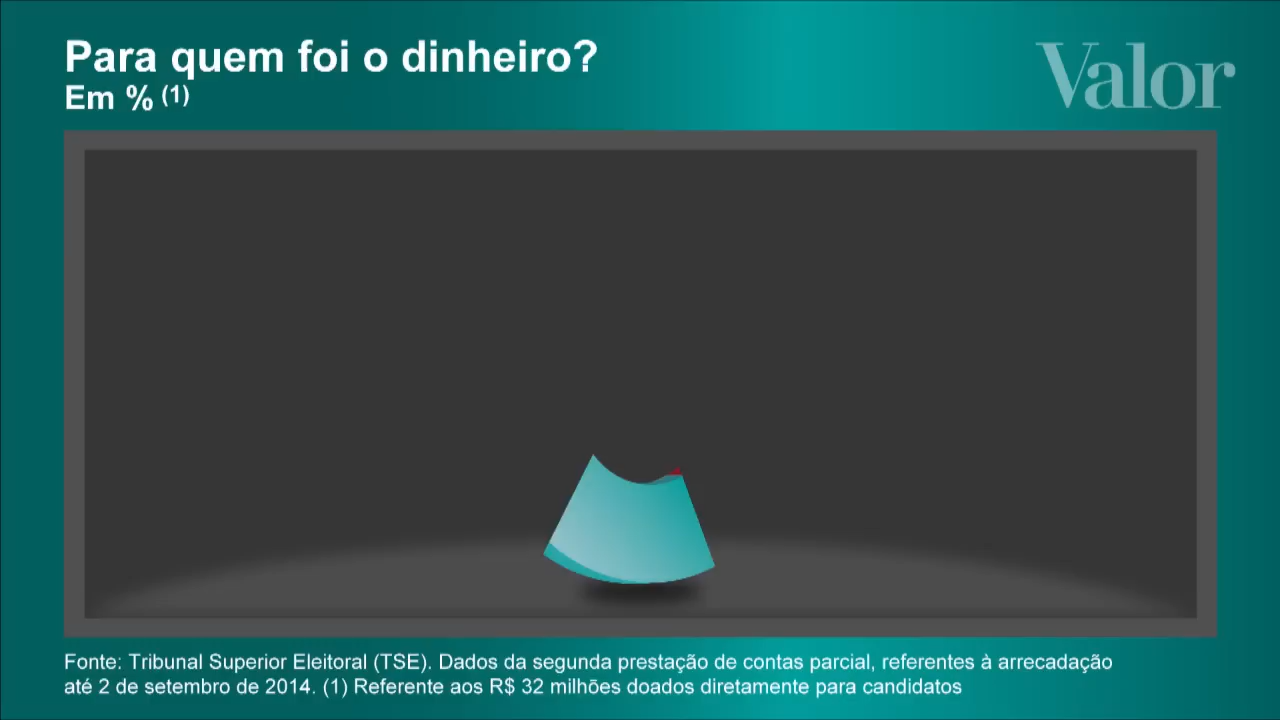 Para quem foi o dinheiro?
Em % (1)
Valor
Fonte: Tribunal Superior Eleitoral (TSE). Dados da segunda prestação de contas parcial, referentes à arrecadação
até 2 de setembro de 2014. (1) Referente aos R$ 32 milhões doados diretamente para candidatos